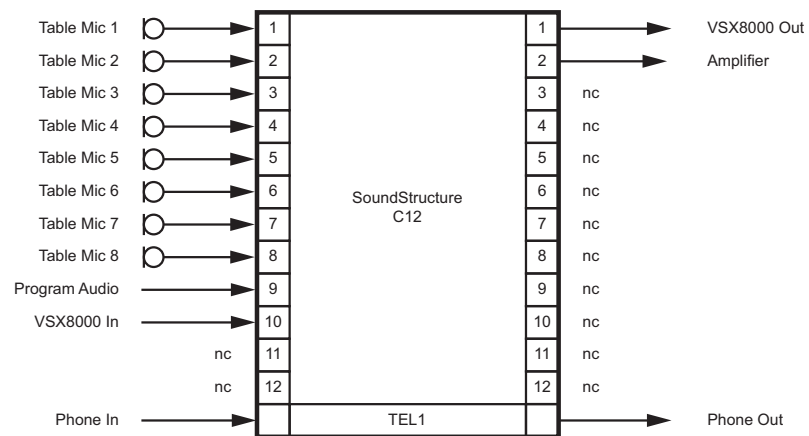 Table Mic 1 1 1 VSX8000 Out
Table Mic 2 2 2 Amplifier
Table Mic 3 3 3 nc
Table Mic 4 4 4 nc
Table Mic 5 5 5 nc
Table Mic 6 6 SoundStructure 6 nc
Table Mic 7 7 C12 7 nc
Table Mic 8 8 8 nc
Program Audio 9 9 nc
VSX8000 In 10 10 nc
nc 11 11 nc
nc 12 12 nc
Phone In TEL1 Phone Out